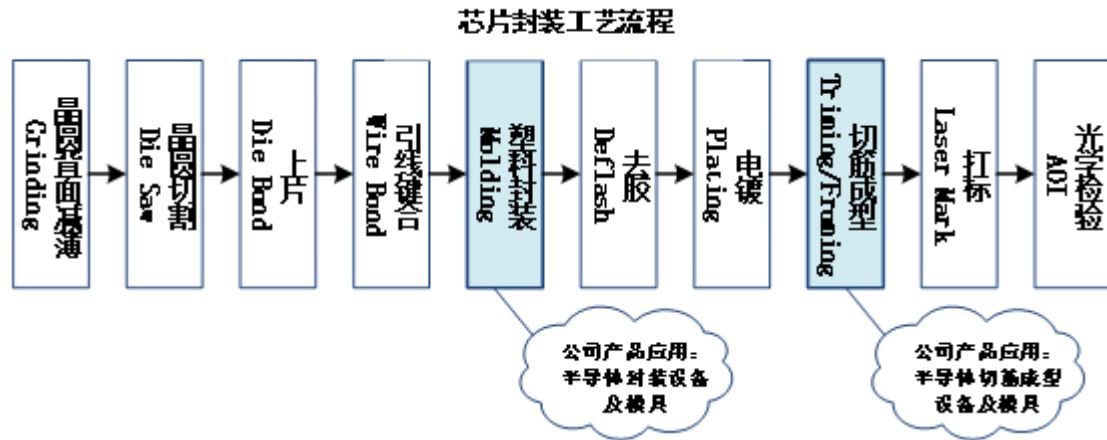 芯片封装工艺流程
晶圆背面减薄
Grinding
晶圆切割
Die Saw
上片
Die Bond
引线键合
Wire Bond
塑料封装
Molding
去胶
Deflash
电镀
Plating
切筋成型
Triming/Froming
打标
Laser Mark
光学检验
AOI
公司产品应用:
半导体封装设备
及模具
公司产品应用:
半导体切筋成型
设备及模具